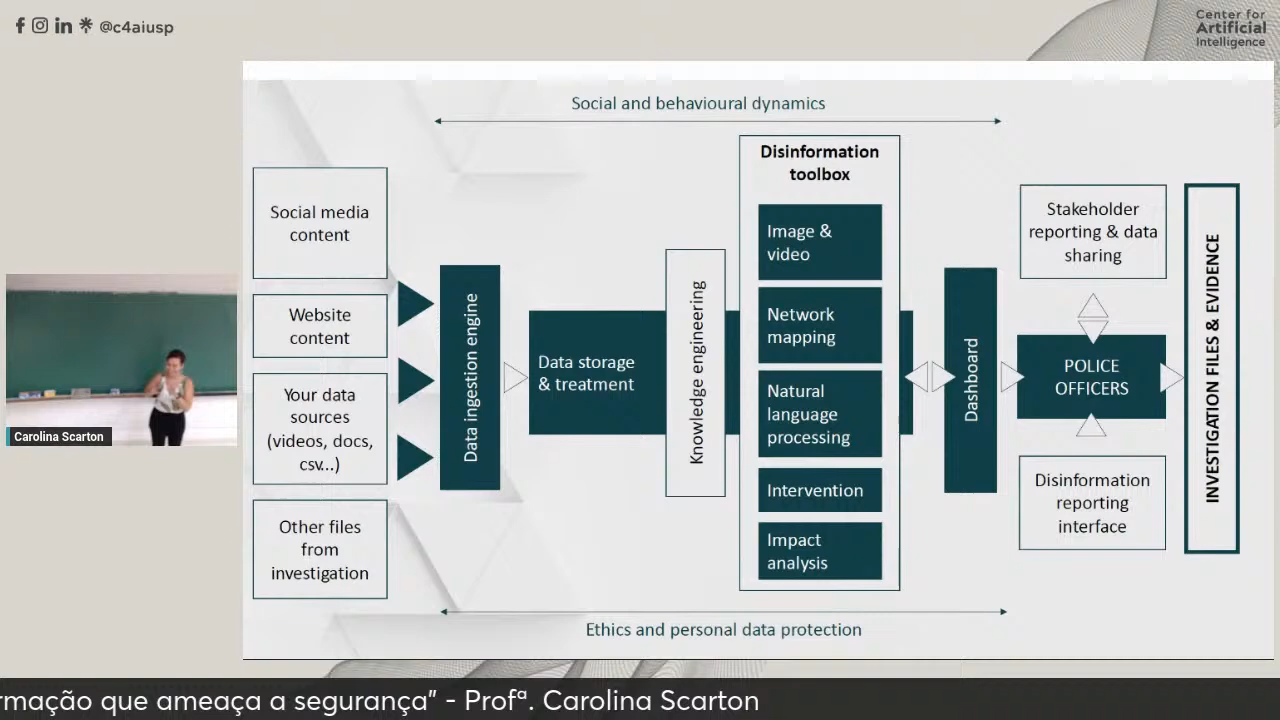 @c4aiusp
Center for
Artificial
Intelligence
Social and behavioural dynamics
Social media
content
Website
content
Your data
sources
(videos, docs,
csv...)
Other files
from
investigation
Data ingestion engine
Data storage
& treatment
Knowledge engineering
Disinformation
toolbox
Image &
video
Network
mapping
Natural
language
processing
Intervention
Impact
analysis
Dashboard
Stakeholder
reporting & data
sharing
POLICE
OFFICERS
Disinformation
reporting
interface
INVESTIGATION FILES & EVIDENCE
Ethics and personal data protection
Carolina Scarton
rmação que ameaça a segurança” - Profª. Carolina Scarton